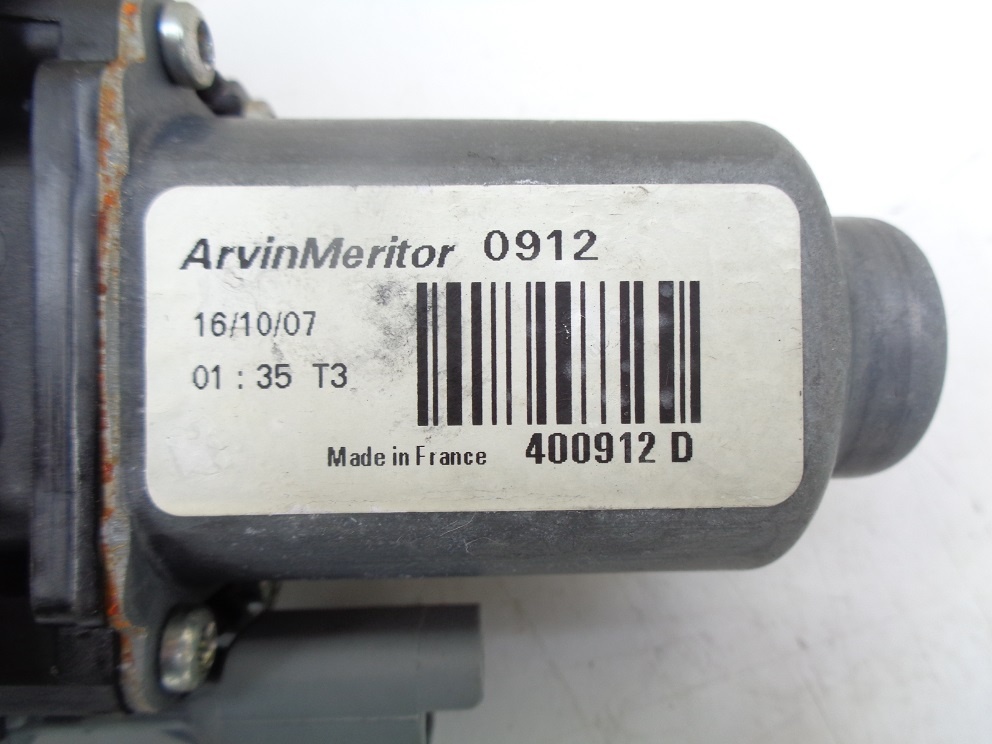 ArvinMeritor 0912
16/10/07
01 : 35 T3
Made in France 400912 D